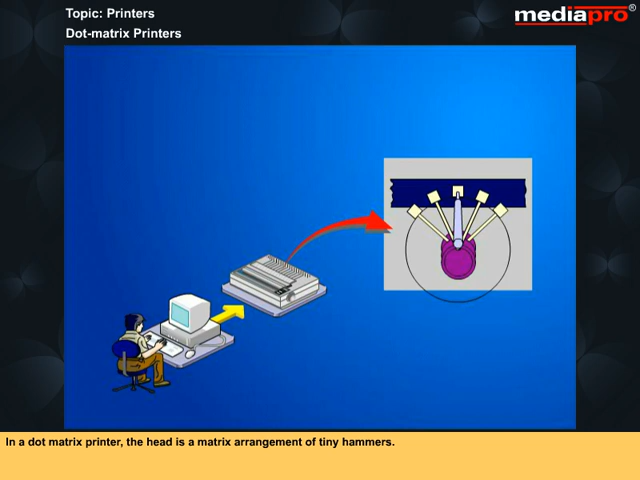 Topic: Printers
mediapro®
Dot-matrix Printers
In a dot matrix printer, the head is a matrix arrangement of tiny hammers.